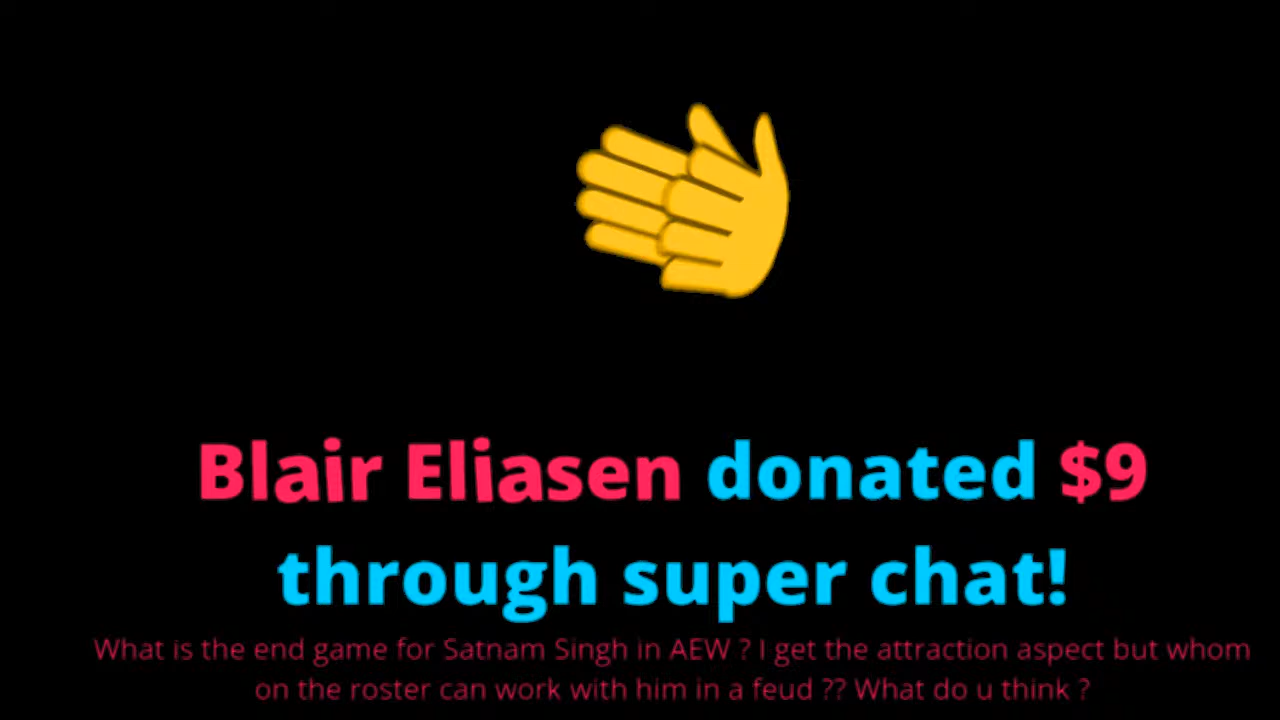 Blair Eliasen donated $9
through super chat!
What is the end game for Satnam Singh in AEW ? I get the attraction aspect but whom
on the roster can work with him in a feud ?? What do u think ?